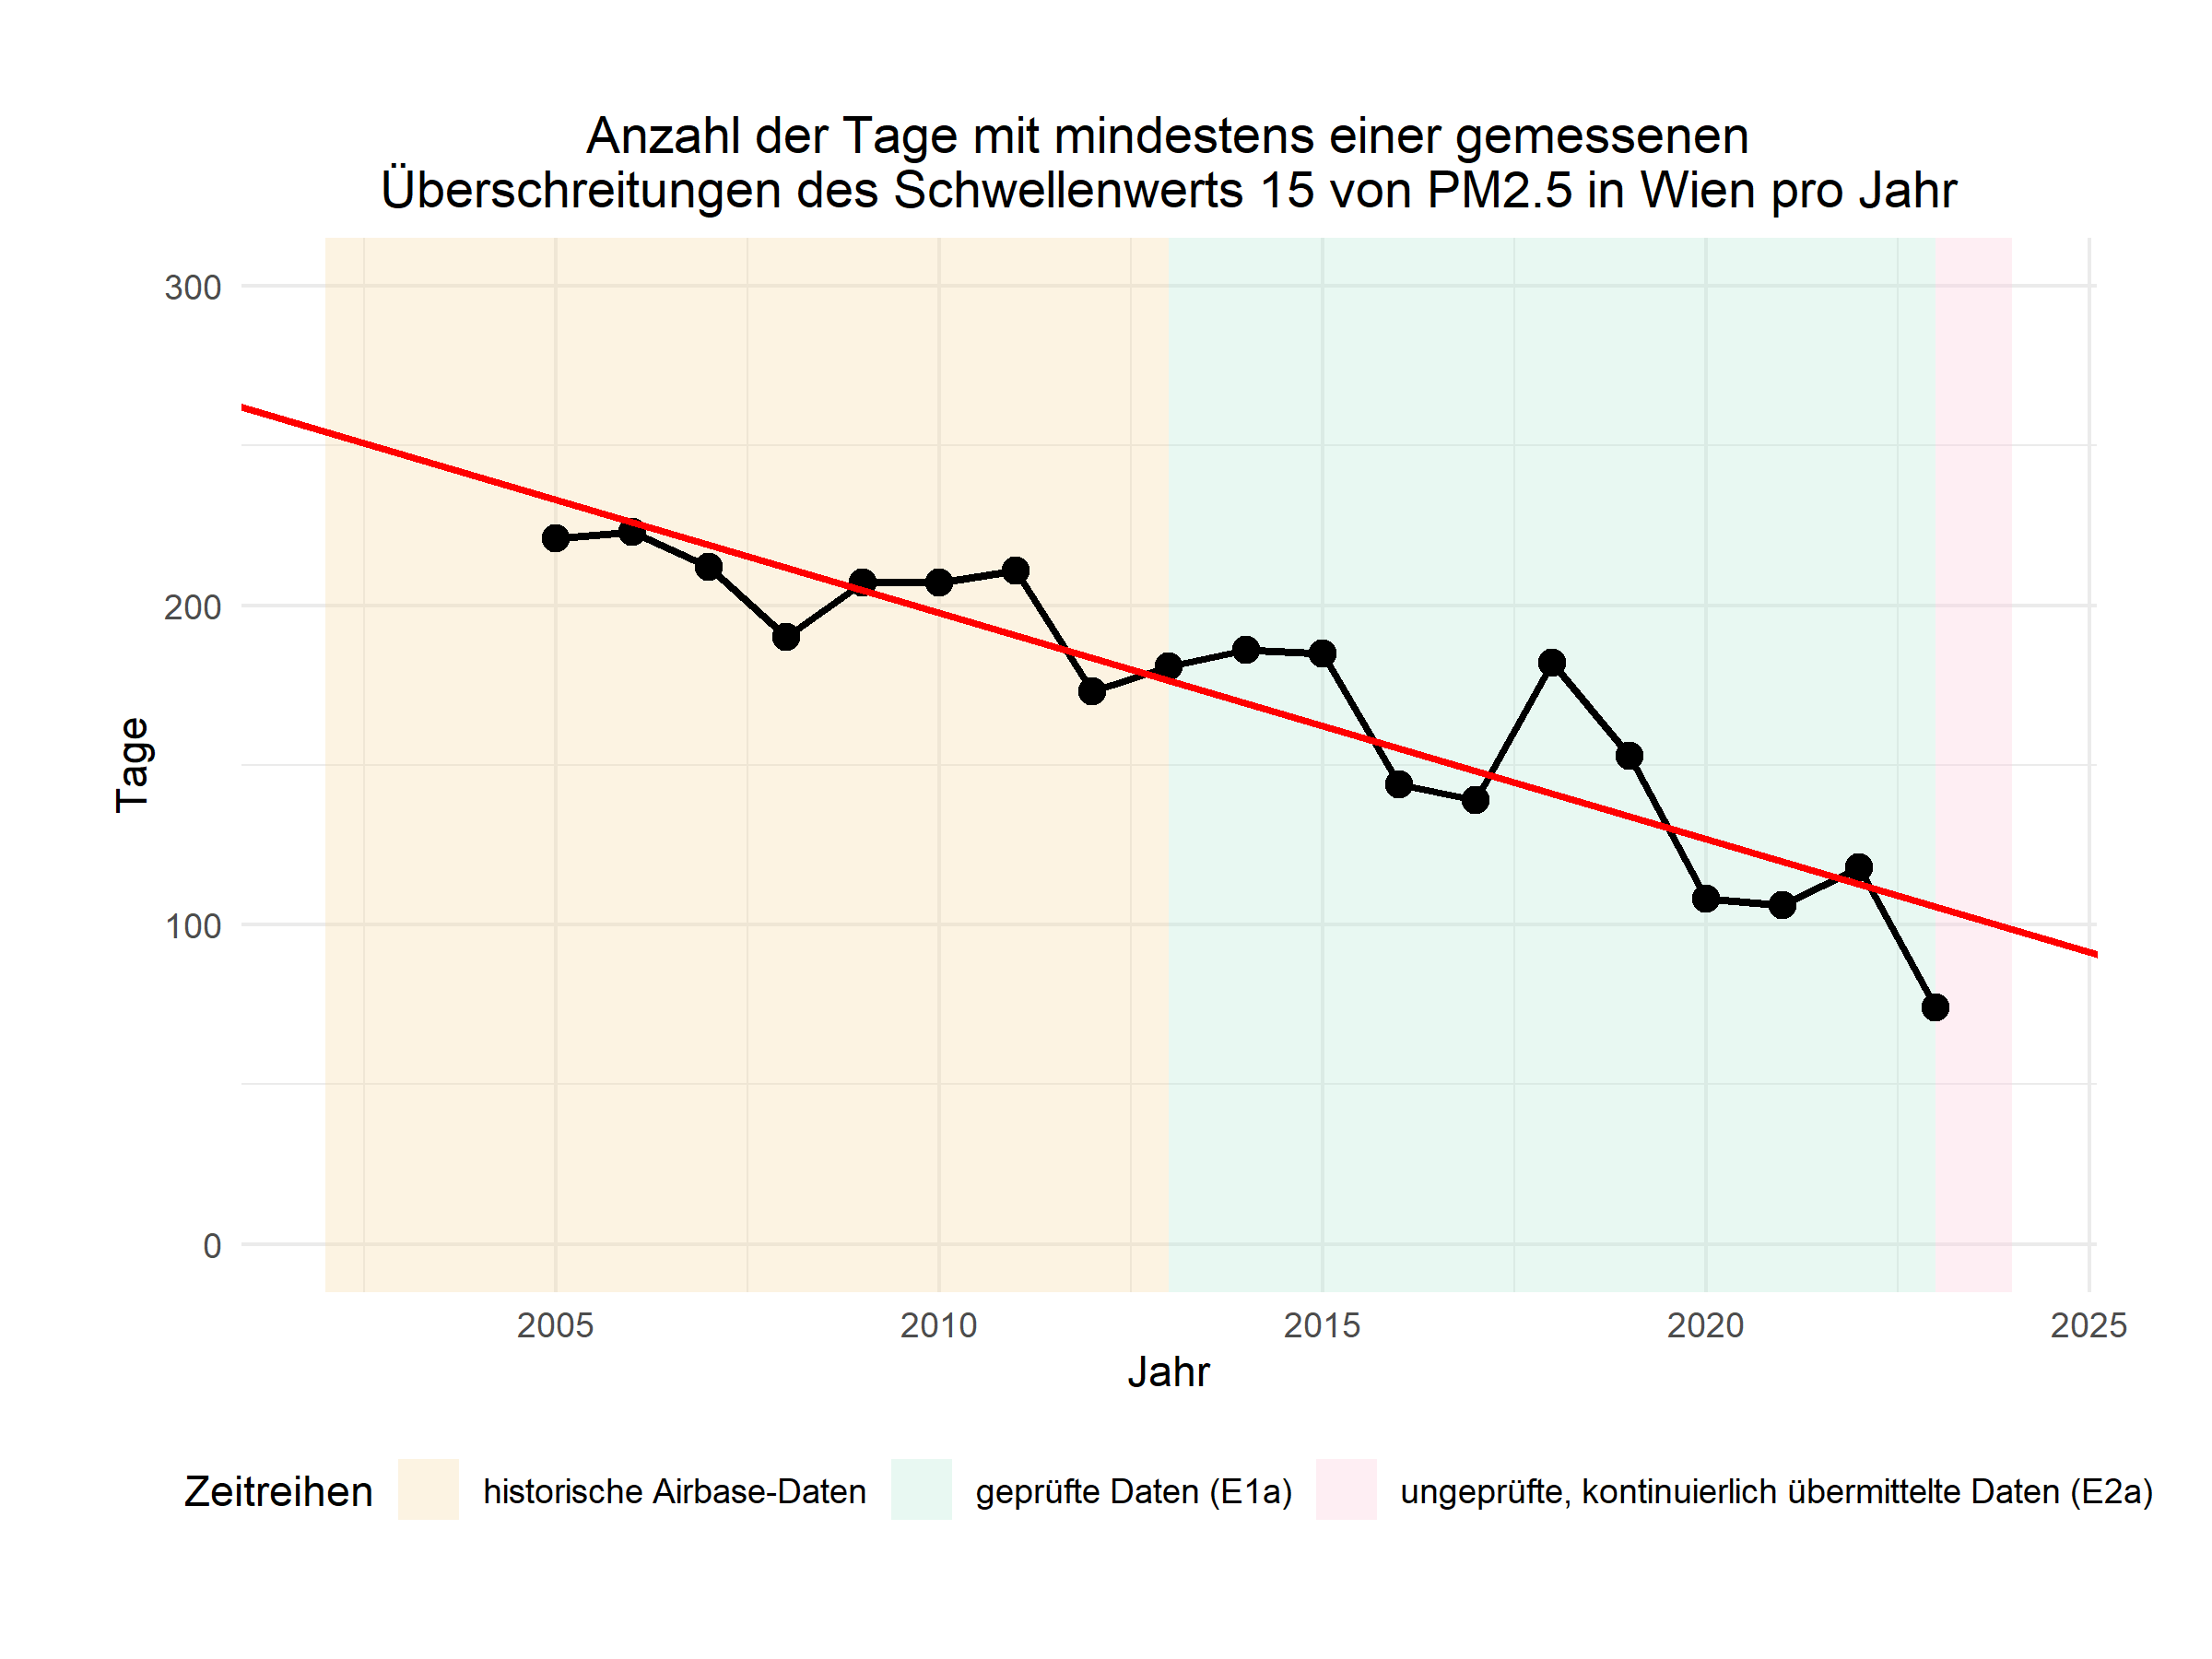 Anzahl der Tage mit mindestens einer gemessenen
Überschreitungen des Schwellenwerts 15 von PM2.5 in Wien pro Jahr
300
200
100
0
Tage
2005 2010 2015 2020 2025
Jahr
Zeitreihen historische Airbase-Daten geprüfte Daten (E1a) ungeprüfte, kontinuierlich übermittelte Daten (E2a)